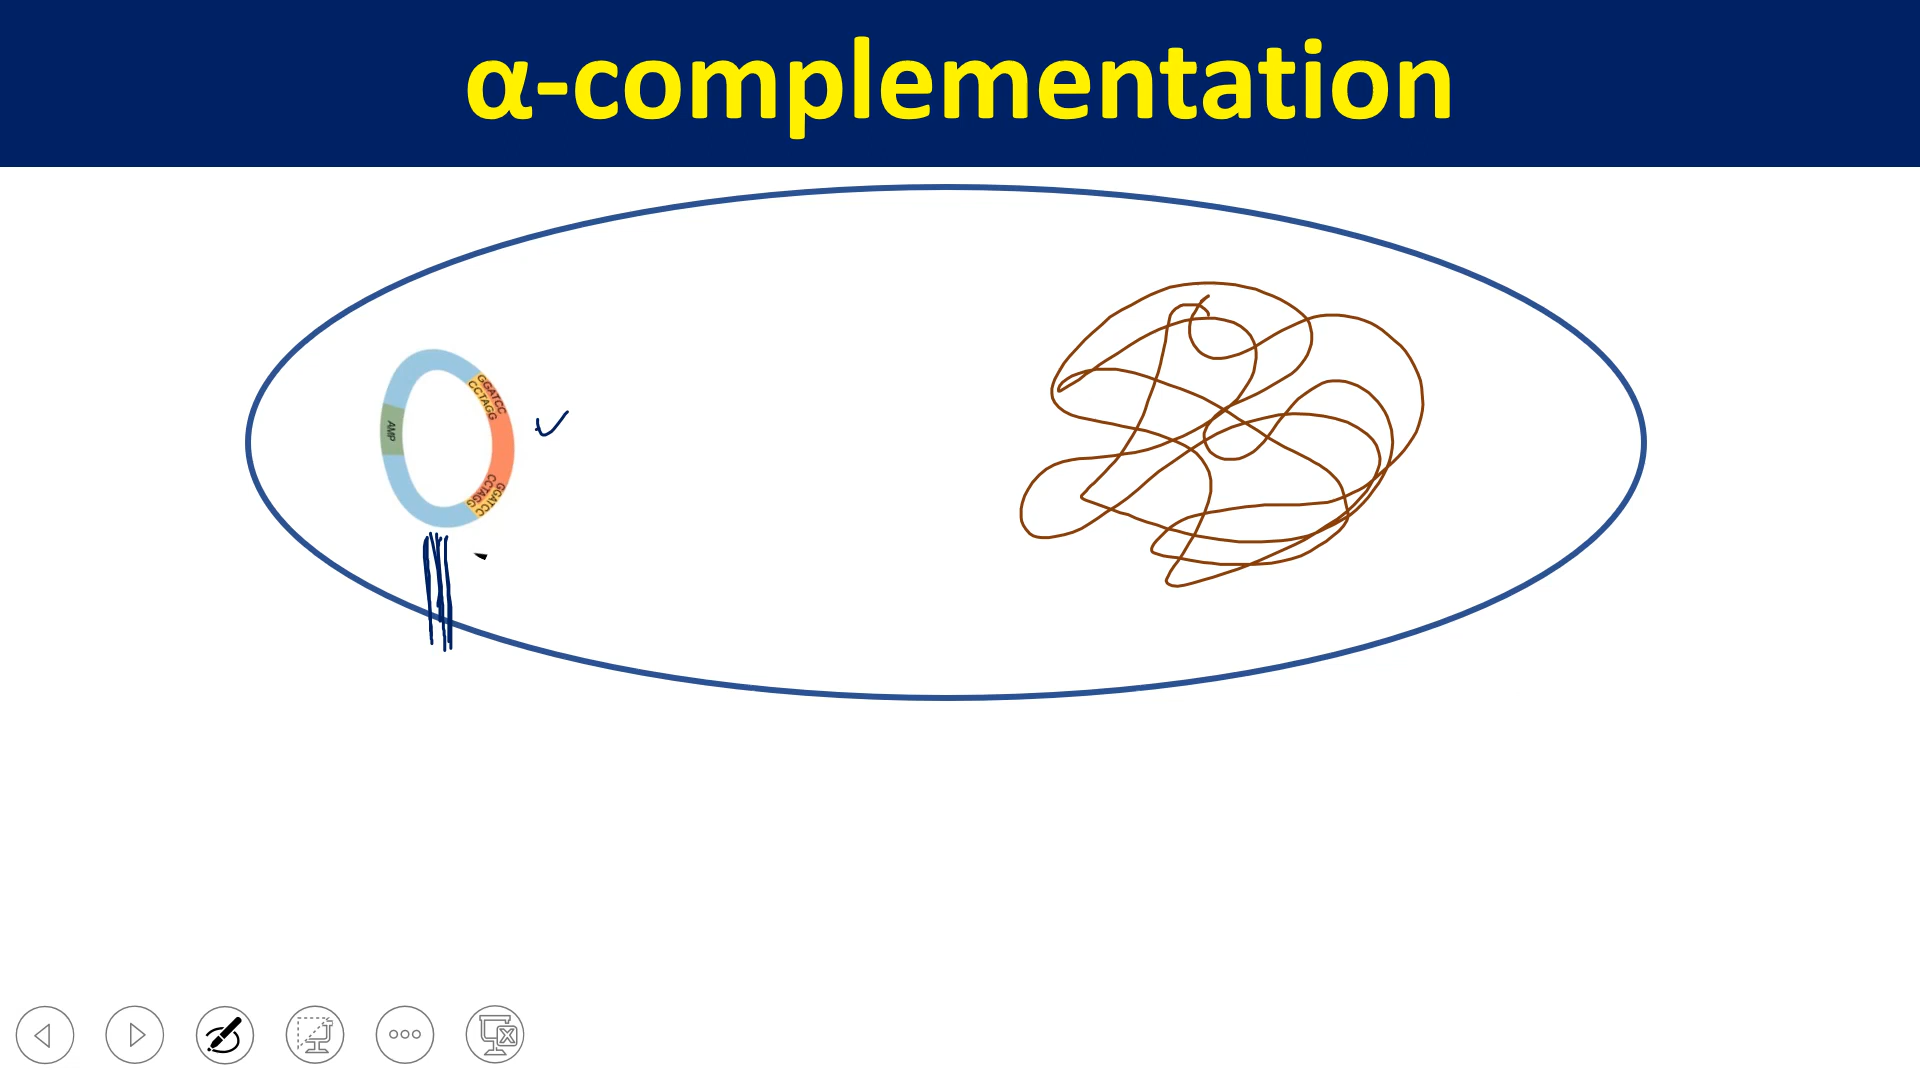 α-complementation
GGATCC
CCTAGG
AMP
GGATCC
CCTAGG